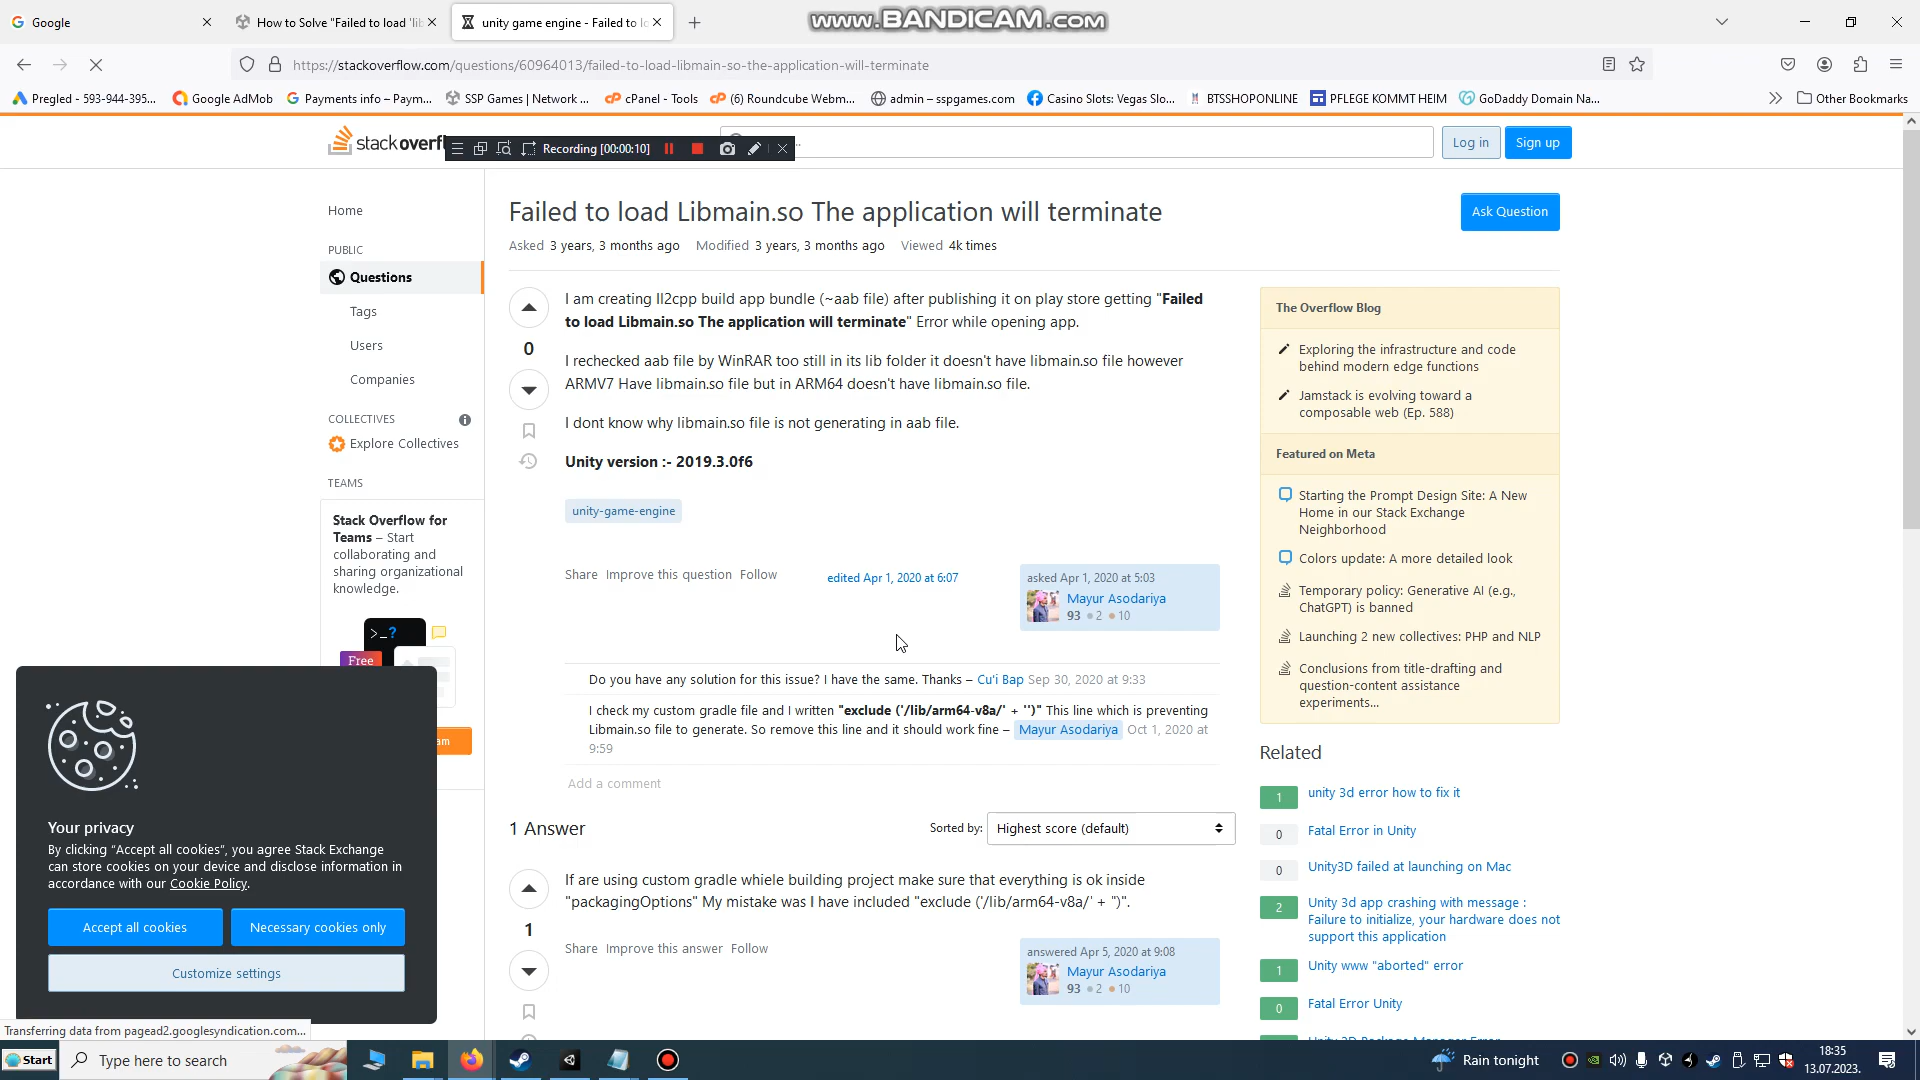 Google
How to Solve "Failed to load 'lib
unity game engine - Failed to lo
www.BANDICAM.com
https://stackoverflow.com/questions/60964013/failed-to-load-libmain-so-the-application-will-terminate
Pregled - 593-944-395...
Google AdMob
Payments info – Paym...
SSP Games | Network ...
cPanel - Tools
(6) Roundcube Webm...
admin – sspgames.com
Casino Slots: Vegas Slo...
BTSSHOPONLINE
PFLEGE KOMMT HEIM
GoDaddy Domain Na...
Other Bookmarks
stack overfl
Recording [00:00:10]
Log in
Sign up
Home
PUBLIC
Questions
Tags
Users
Companies
COLLECTIVES
Explore Collectives
TEAMS
Stack Overflow for
Teams – Start
collaborating and
sharing organizational
knowledge.
>_?
Free
am
Failed to load Libmain.so The application will terminate
Ask Question
Asked 3 years, 3 months ago Modified 3 years, 3 months ago Viewed 4k times
0
I am creating Il2cpp build app bundle (~aab file) after publishing it on play store getting "Failed
to load Libmain.so The application will terminate" Error while opening app.
I rechecked aab file by WinRAR too still in its lib folder it doesn't have libmain.so file however
ARMV7 Have libmain.so file but in ARM64 doesn't have libmain.so file.
I dont know why libmain.so file is not generating in aab file.
Unity version :- 2019.3.0f6
unity-game-engine
Share Improve this question Follow
edited Apr 1, 2020 at 6:07
asked Apr 1, 2020 at 5:03
Mayur Asodariya
93 2 10
Do you have any solution for this issue? I have the same. Thanks – Cư'i Bap Sep 30, 2020 at 9:33
I check my custom gradle file and I written "exclude ('/lib/arm64-v8a/' + '')" This line which is preventing
Libmain.so file to generate. So remove this line and it should work fine – Mayur Asodariya Oct 1, 2020 at
9:59
Add a comment
1 Answer
Sorted by:
Highest score (default)
1
If are using custom gradle whiele building project make sure that everything is ok inside
"packagingOptions" My mistake was I have included "exclude ('/lib/arm64-v8a/' + '')".
Share Improve this answer Follow
answered Apr 5, 2020 at 9:08
Mayur Asodariya
93 2 10
The Overflow Blog
Exploring the infrastructure and code
behind modern edge functions
Jamstack is evolving toward a
composable web (Ep. 588)
Featured on Meta
Starting the Prompt Design Site: A New
Home in our Stack Exchange
Neighborhood
Colors update: A more detailed look
Temporary policy: Generative AI (e.g.,
ChatGPT) is banned
Launching 2 new collectives: PHP and NLP
Conclusions from title-drafting and
question-content assistance
experiments...
Related
1 unity 3d error how to fix it
0 Fatal Error in Unity
0 Unity3D failed at launching on Mac
2 Unity 3d app crashing with message :
Failure to initialize, your hardware does not
support this application
1 Unity www "aborted" error
0 Fatal Error Unity
Your privacy
By clicking “Accept all cookies”, you agree Stack Exchange
can store cookies on your device and disclose information in
accordance with our Cookie Policy.
Accept all cookies
Necessary cookies only
Customize settings
Transferring data from pagead2.googlesyndication.com...
Start
Type here to search
Rain tonight
18:35
13.07.2023.